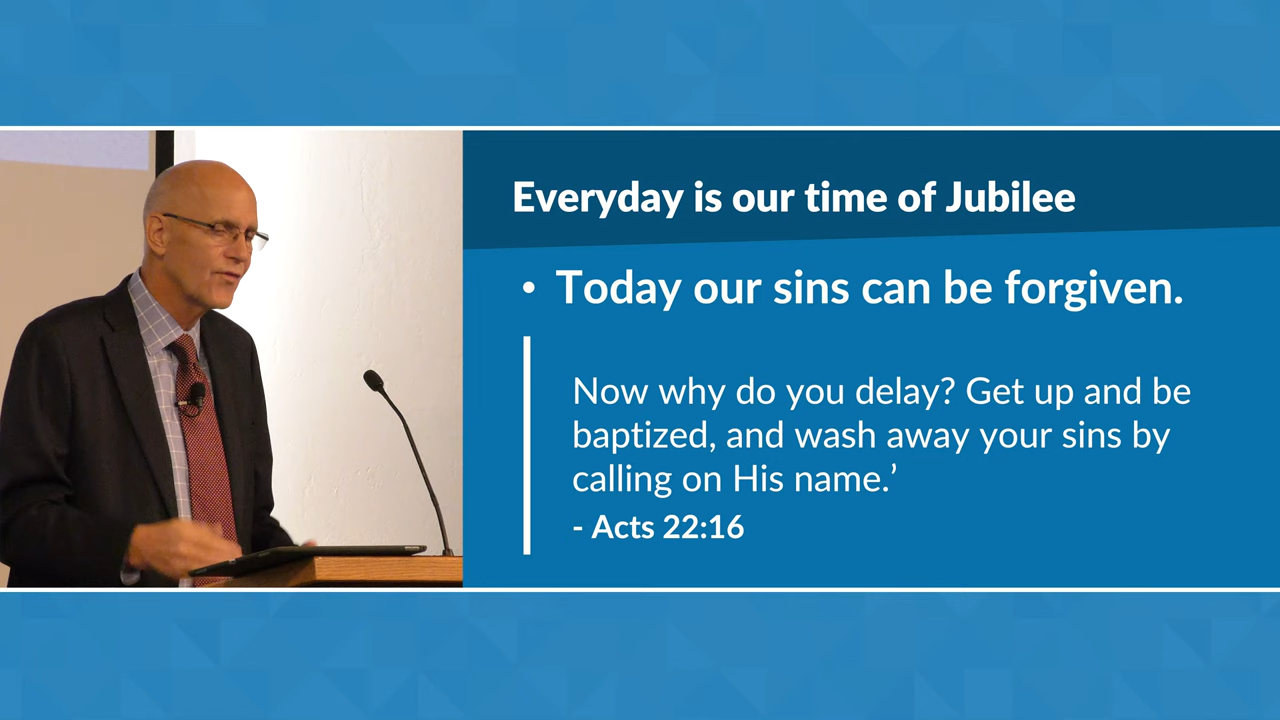 Everyday is our time of Jubilee
• Today our sins can be forgiven.
Now why do you delay? Get up and be
baptized, and wash away your sins by
calling on His name.’
- Acts 22:16